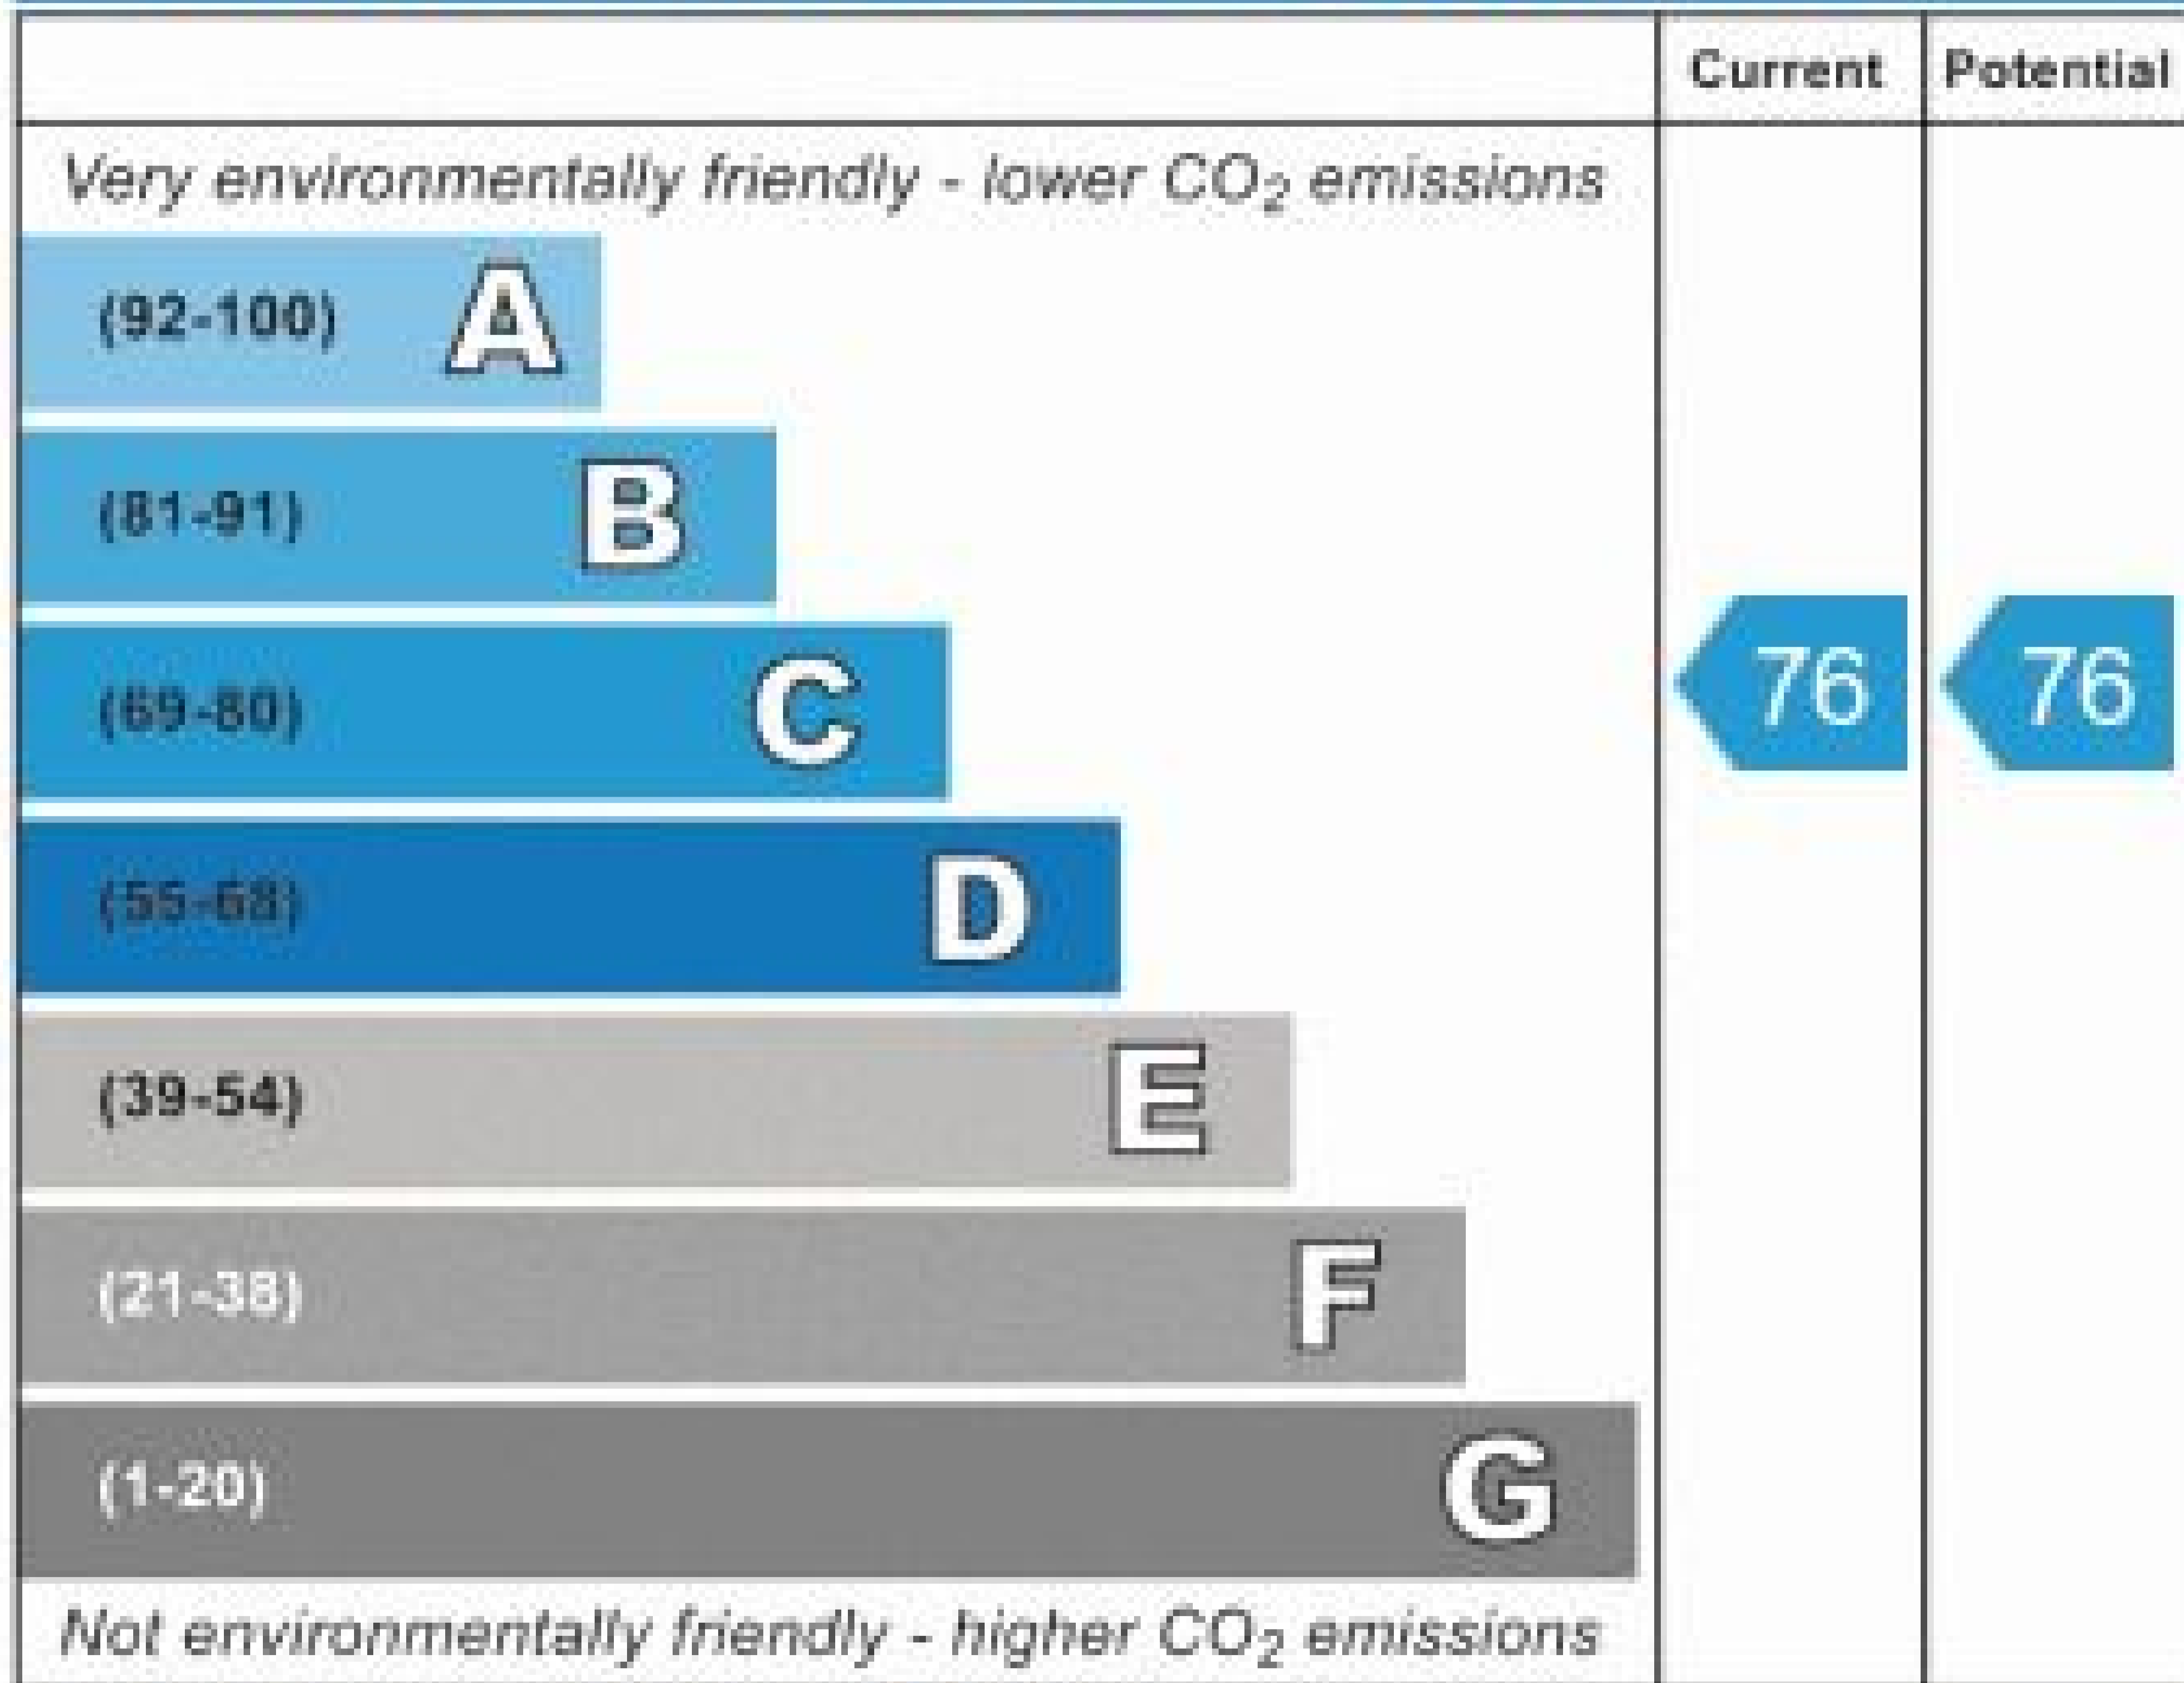 Current Potential
Very environmentally friendly - lower CO₂ emissions
(92-100) A
(81-91) B
(69-80) C
76 76
(55-68) D
(39-54) E
(21-38) F
(1-20) G
Not environmentally friendly - higher CO₂ emissions